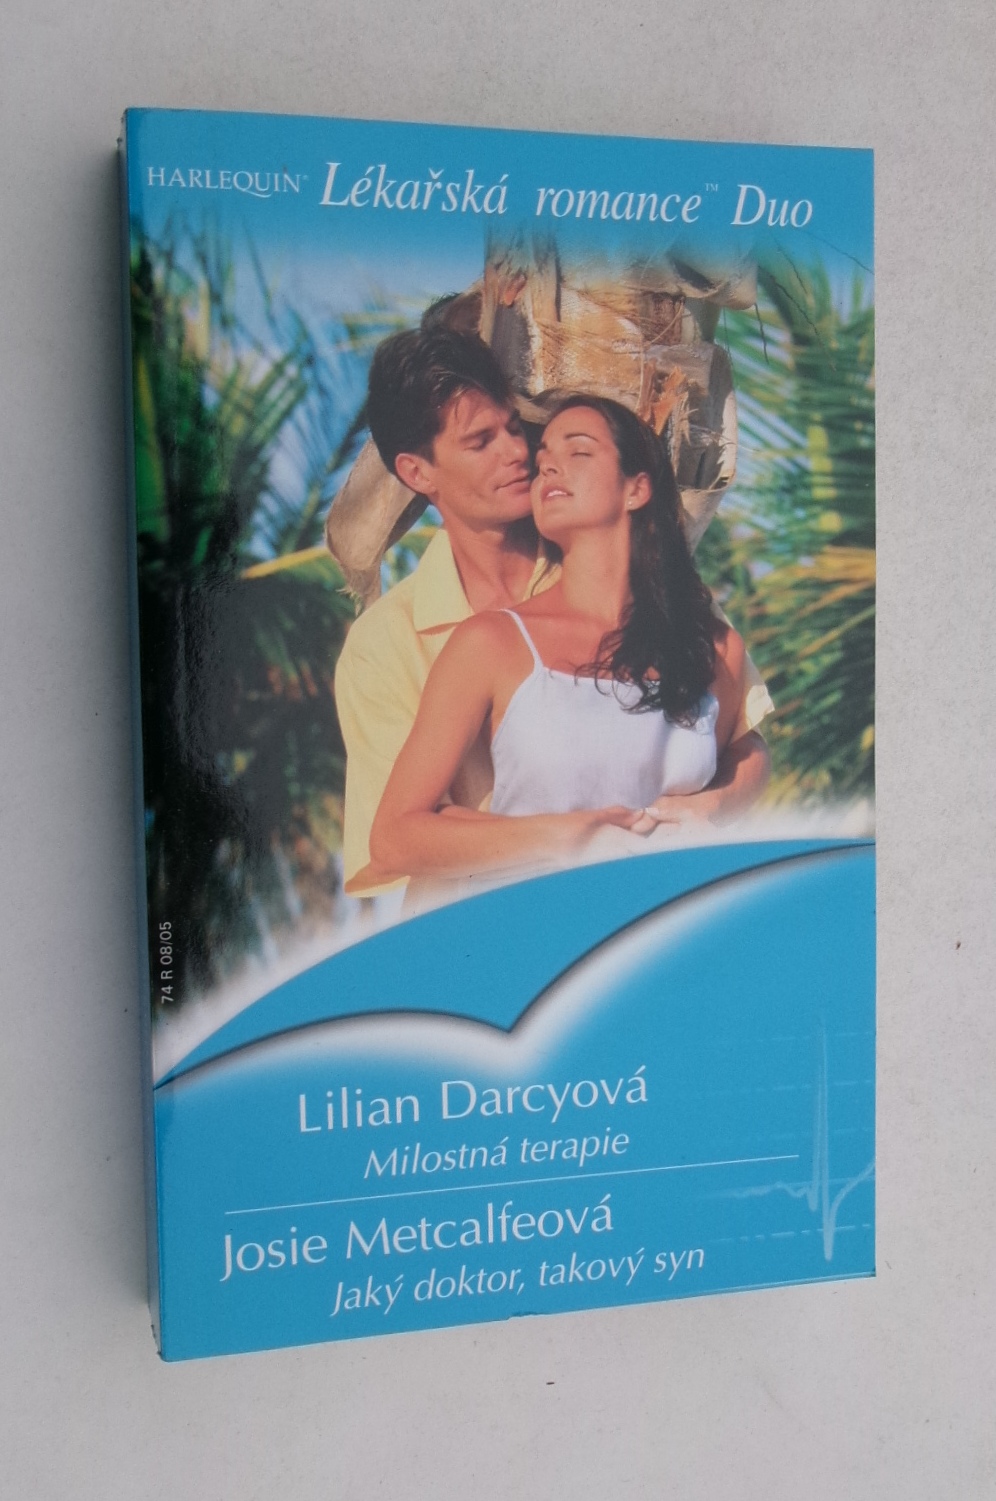 HARLEQUIN® Lékařská romance™ Duo
74 R 08/05
Lilian Darcyová
Milostná terapie
Josie Metcalfeová
Jaký doktor, takový syn